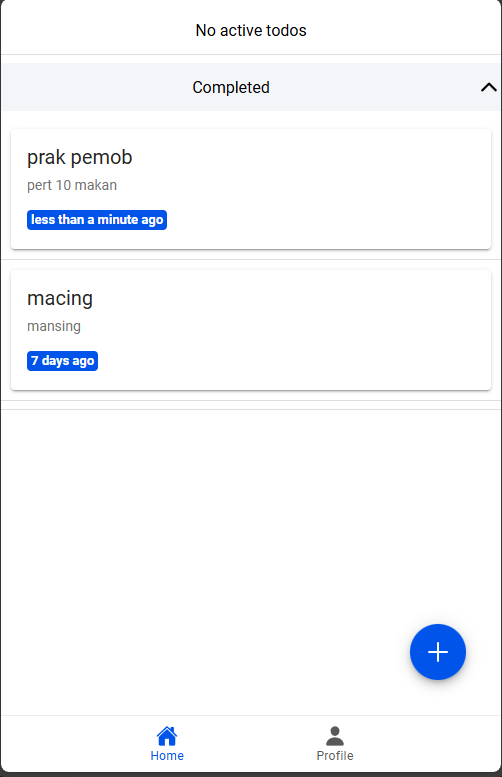 No active todos
Completed
prak pemob
pert 10 makan
less than a minute ago
macing
mansing
7 days ago
Home
Profile